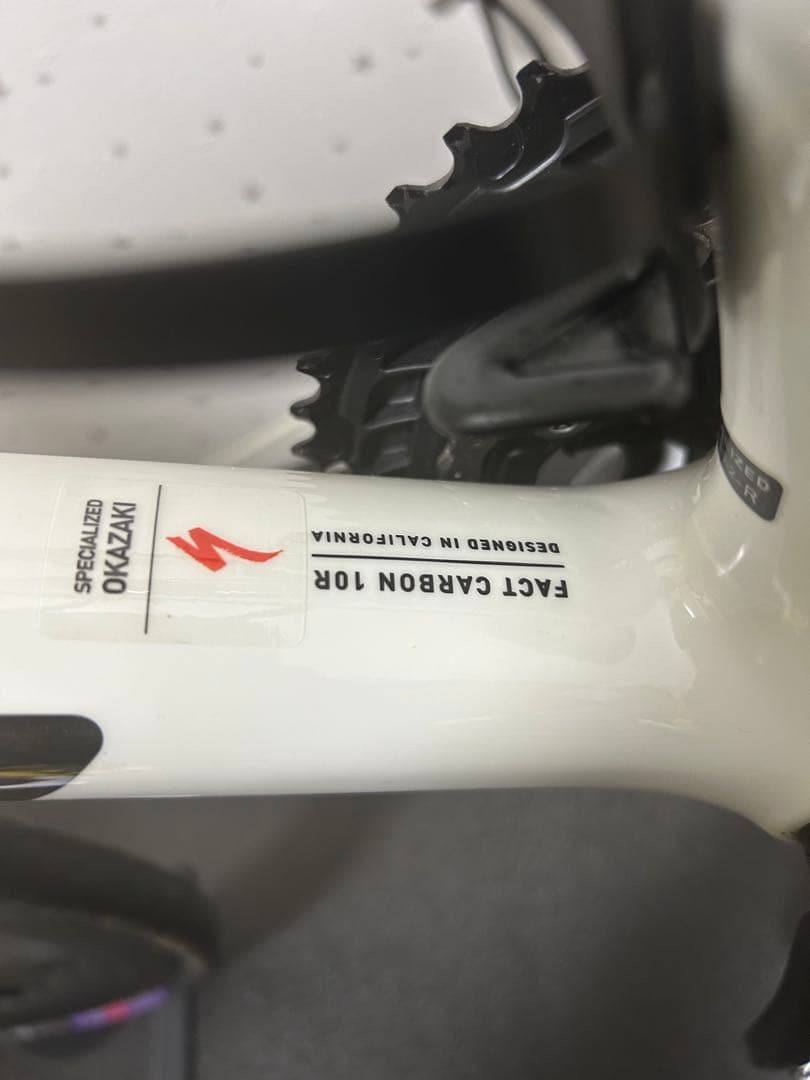 SPECIALIZED
OKAZAKI
FACT CARBON 10R
DESIGNED IN CALIFORNIA